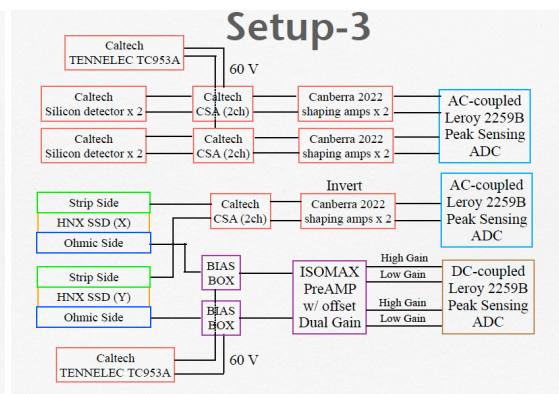 Setup-3
Caltech
TENNELEC TC953A
60 V
Caltech
Silicon detector x 2
Caltech
CSA (2ch)
Canberra 2022
shaping amps x 2
AC-coupled
Leroy 2259B
Peak Sensing
ADC
Caltech
Silicon detector x 2
Caltech
CSA (2ch)
Canberra 2022
shaping amps x 2
Invert
Strip Side
HNX SSD (X)
Ohmic Side
Caltech
CSA (2ch)
Canberra 2022
shaping amps x 2
AC-coupled
Leroy 2259B
Peak Sensing
ADC
Strip Side
HNX SSD (Y)
Ohmic Side
BIAS
BOX
BIAS
BOX
ISOMAX
PreAMP
w/ offset
Dual Gain
High Gain
Low Gain
High Gain
Low Gain
DC-coupled
Leroy 2259B
Peak Sensing
ADC
Caltech
TENNELEC TC953A
60 V